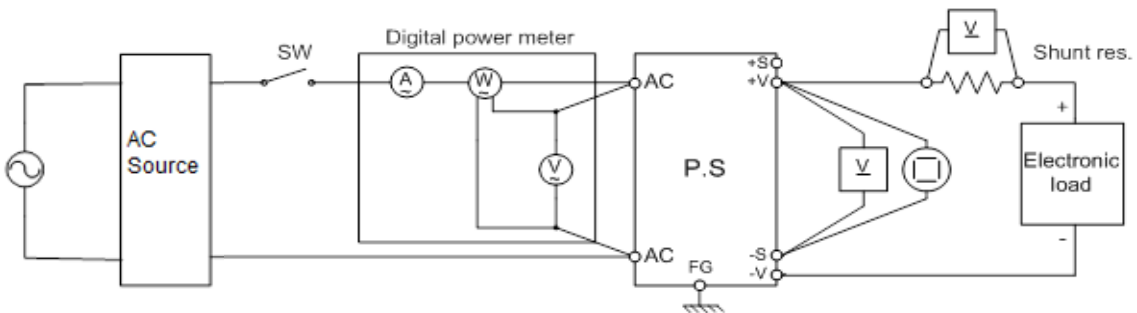 Digital power meter
SW
A
W
V
AC
Source
AC
AC
P.S
FG
+S
+V
-S
-V
V
V
Shunt res.
+
Electronic
load
-